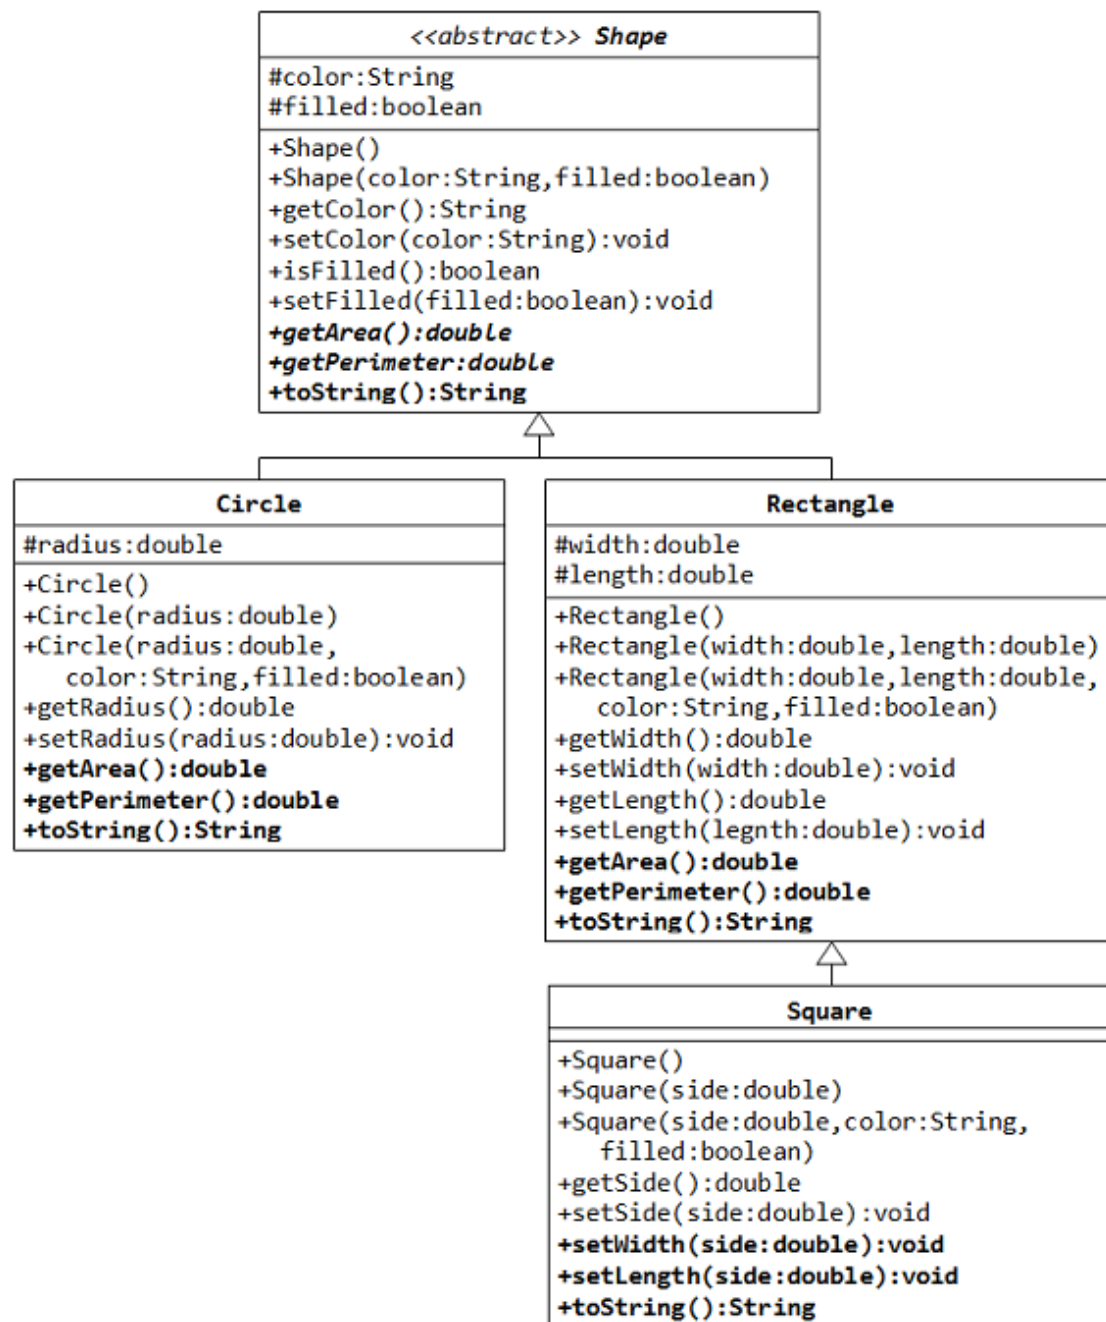 <<abstract>> Shape
#color:String
#filled:boolean
+Shape()
+Shape(color:String,filled:boolean)
+getColor():String
+setColor(color:String):void
+isFilled():boolean
+setFilled(filled:boolean):void
+getArea():double
+getPerimeter:double
+toString():String
Circle
#radius:double
+Circle()
+Circle(radius:double)
+Circle(radius:double,
color:String,filled:boolean)
+getRadius():double
+setRadius(radius:double):void
+getArea():double
+getPerimeter():double
+toString():String
Rectangle
#width:double
#length:double
+Rectangle()
+Rectangle(width:double,length:double)
+Rectangle(width:double,length:double,
color:String,filled:boolean)
+getWidth():double
+setWidth(width:double):void
+getLength():double
+setLength(legnth:double):void
+getArea():double
+getPerimeter():double
+toString():String
Square
+Square()
+Square(side:double)
+Square(side:double,color:String,
filled:boolean)
+getSide():double
+setSide(side:double):void
+setWidth(side:double):void
+setLength(side:double):void
+toString():String